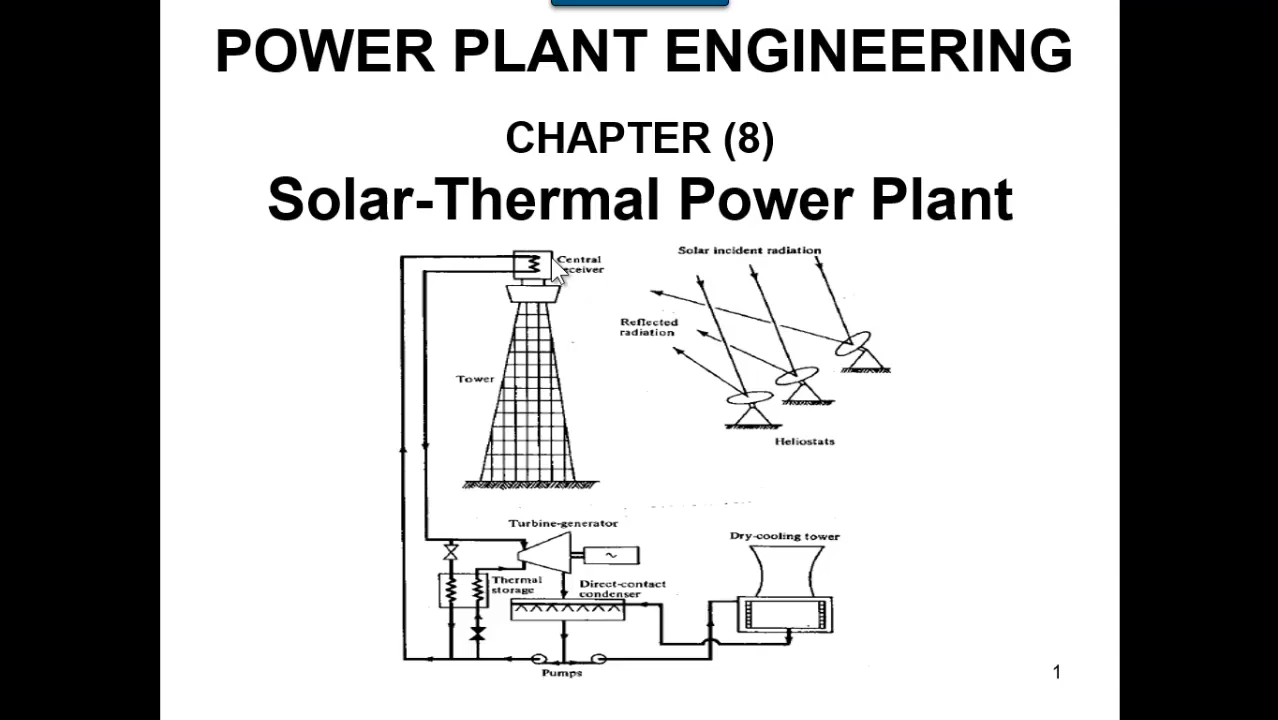 POWER PLANT ENGINEERING
CHAPTER (8)
Solar-Thermal Power Plant
Central
eceiver
Solar incident radiation
Reflected
radiation
Tower
Heliostats
Turbine-generator
Dry-cooling tower
~
Thermal
storage
Direct-contact
condenser
Pumps
1